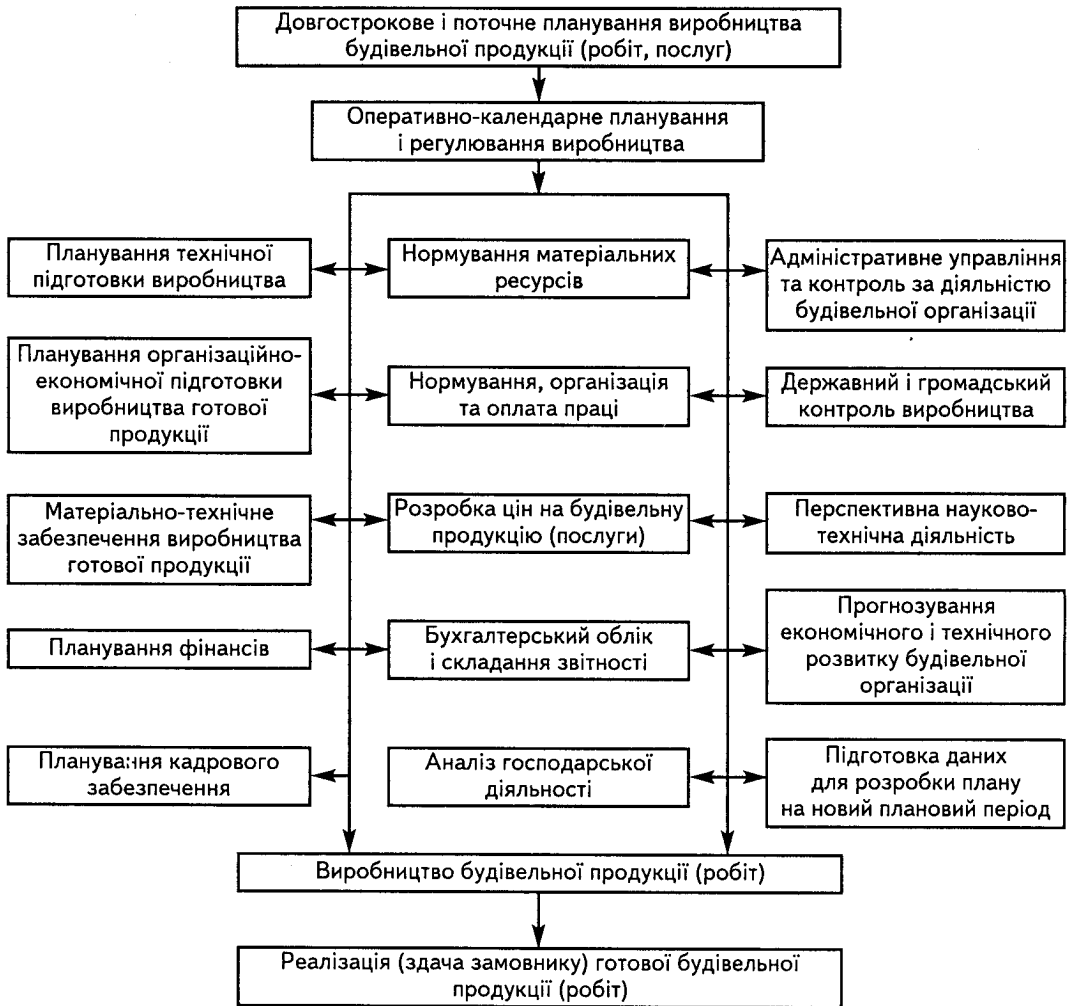 Довгострокове і поточне планування виробництва
будівельної продукції (робіт, послуг)
Оперативно-календарне планування
і регулювання виробництва
Планування технічної
підготовки виробництва
Нормування матеріальних
ресурсів
Адміністративне управління
та контроль за діяльністю
будівельної організації
Планування організаційно-
економічної підготовки
виробництва готової
продукції
Нормування, організація
та оплата праці
Державний і громадський
контроль виробництва
Матеріально-технічне
забезпечення виробництва
готової продукції
Розробка цін на будівельну
продукцію (послуги)
Перспективна науково-
технічна діяльність
Планування фінансів
Бухгалтерський облік
і складання звітності
Прогнозування
економічного і технічного
розвитку будівельної
організації
Планування кадрового
забезпечення
Аналіз господарської
діяльності
Підготовка даних
для розробки плану
на новий плановий період
Виробництво будівельної продукції (робіт)
Реалізація (здача замовнику) готової будівельної
продукції (робіт)